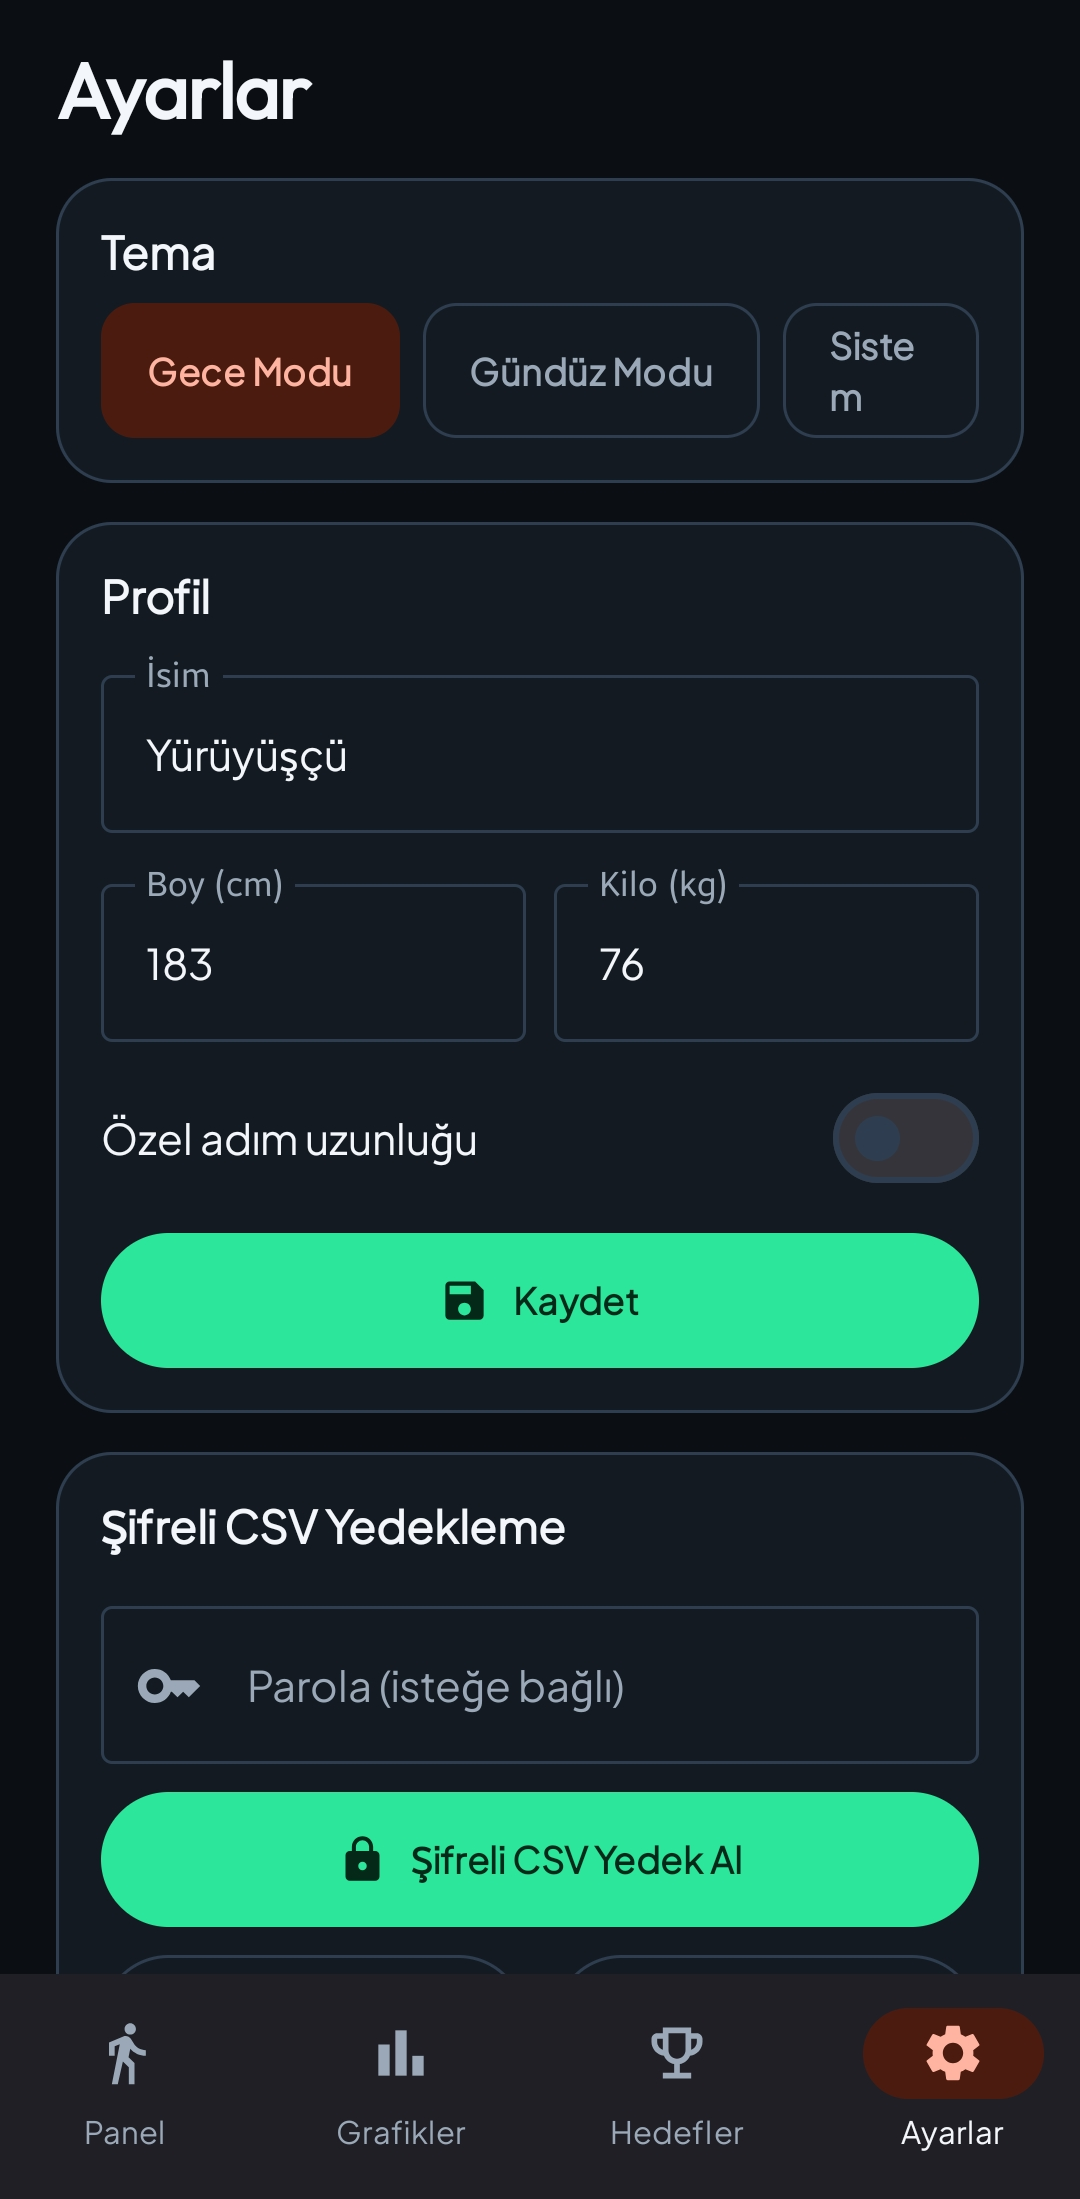 Ayarlar
Tema
Gece Modu
Gündüz Modu
Siste
m
Profil
İsim
Yürüyüşçü
Boy (cm)
Kilo (kg)
183
76
Özel adım uzunluğu
Kaydet
Şifreli CSV Yedekleme
Parola (isteğe bağlı)
Şifreli CSV Yedek Al
Panel
Grafikler
Hedefler
Ayarlar